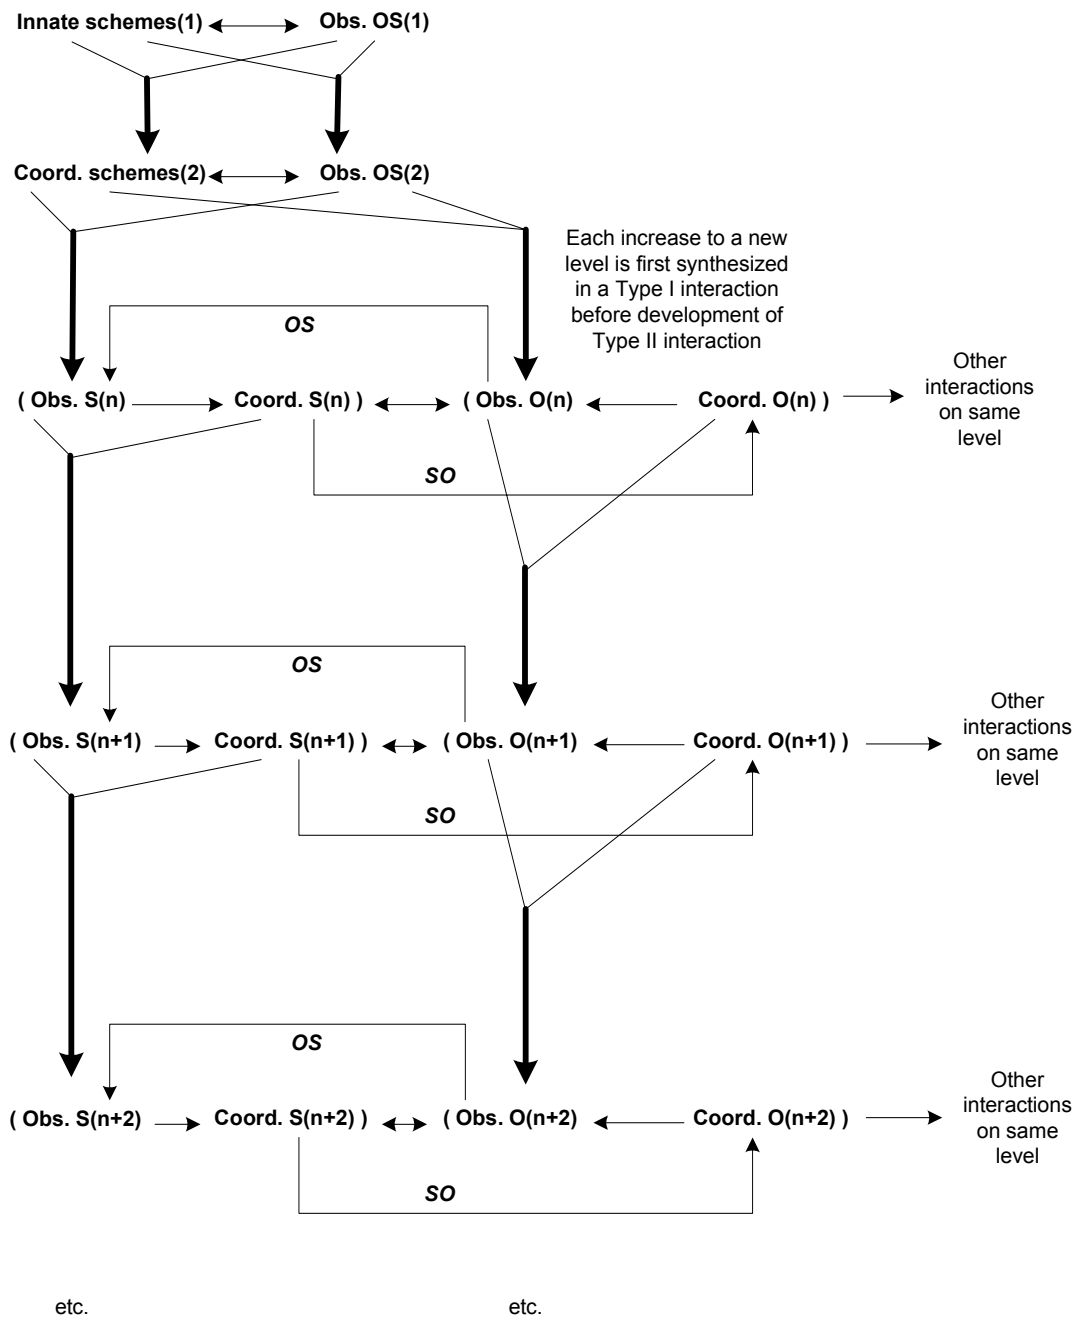 Innate schemes(1)
Obs. OS(1)
Coord. schemes(2)
Obs. OS(2)
Each increase to a new
level is first synthesized
in a Type I interaction
before development of
Type II interaction
OS
( Obs. S(n)
Coord. S(n) )
( Obs. O(n)
Coord. O(n) )
Other
interactions
on same
level
SO
OS
( Obs. S(n+1)
Coord. S(n+1) )
( Obs. O(n+1)
Coord. O(n+1) )
Other
interactions
on same
level
SO
OS
( Obs. S(n+2)
Coord. S(n+2) )
( Obs. O(n+2)
Coord. O(n+2) )
Other
interactions
on same
level
SO
etc.
etc.